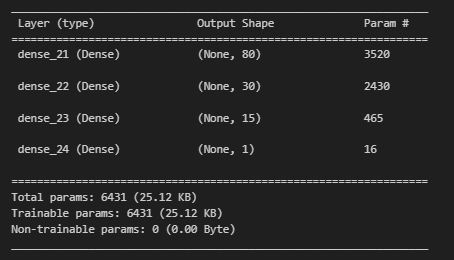 Layer (type) Output Shape Param #
=================================================================
dense_21 (Dense) (None, 80) 3520
dense_22 (Dense) (None, 30) 2430
dense_23 (Dense) (None, 15) 465
dense_24 (Dense) (None, 1) 16
=================================================================
Total params: 6431 (25.12 KB)
Trainable params: 6431 (25.12 KB)
Non-trainable params: 0 (0.00 Byte)